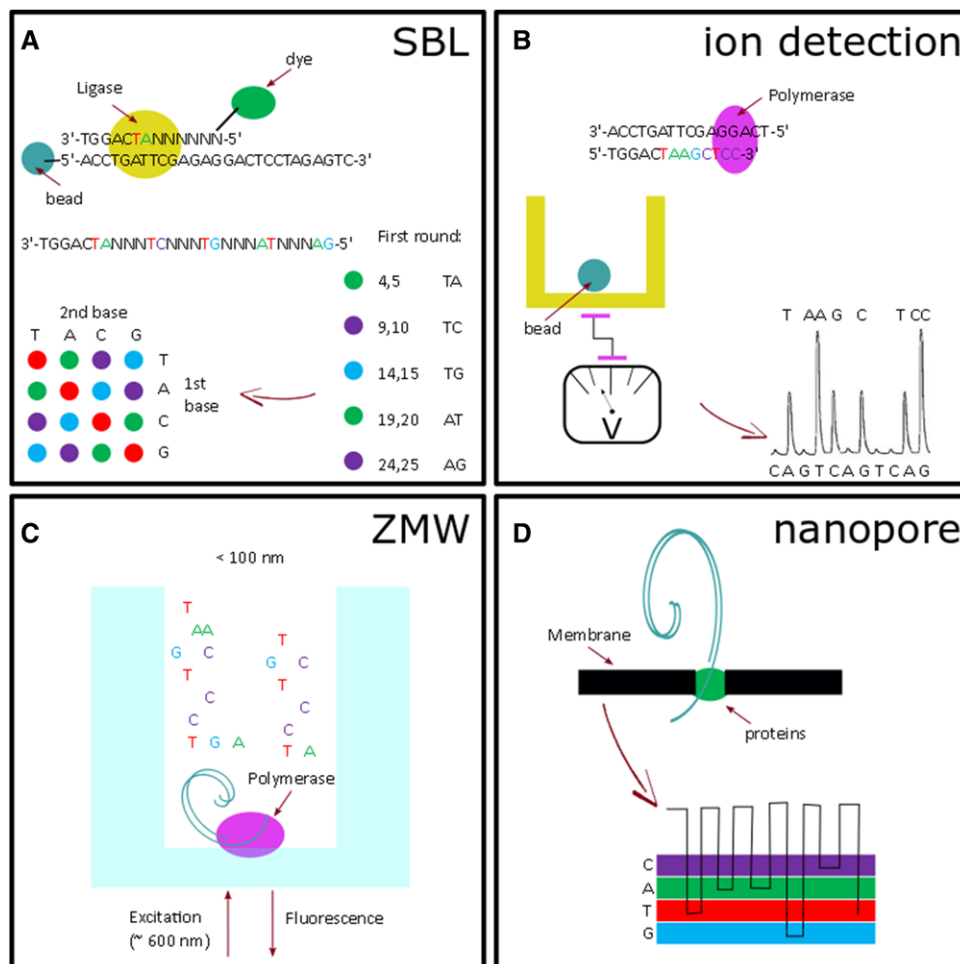 A
SBL
dye
Ligase
3'-TGGACTANNNNNN-5'
5'-ACCTGATTCGAGAGGACTCCTAGAGTC-3'
bead
3'-TGGACTANNNTCNNNTGNNNATNNNAG-5'
First round:
4,5 TA
9,10 TC
14,15 TG
19,20 AT
24,25 AG
2nd base
T A C G
T
A
C
G
1st
base
B
ion detection
Polymerase
3'-ACCTGATTCGAGGACT-5'
5'-TGGACTAAGCTCC-3'
bead
V
T AA G C T CC
C A G T C A G T C A G
C
ZMW
< 100 nm
T
AA
G C
T
C
C
T G A
T
G C
T
C
C
T A
Polymerase
Excitation
(~ 600 nm)
Fluorescence
D
nanopore
Membrane
proteins
C
A
T
G